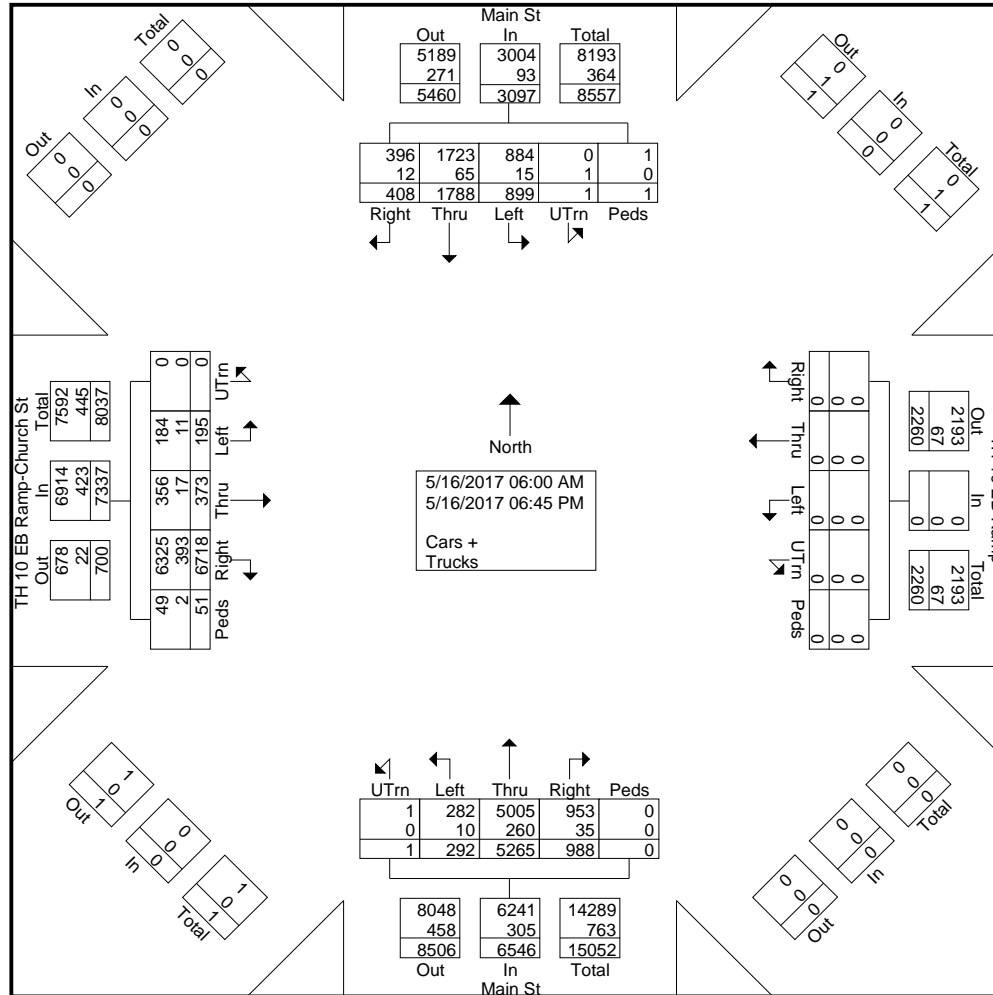 Main St
Out In Total
5189 3004 8193
271 93 364
5460 3097 8557
396 1723 884 0 1
12 65 15 1 0
408 1788 899 1 1
Right Thru Left UTrn Peds
Total
0
0
0
In
0
0
0
Out
0
0
0
Out
0
1
1
In
0
0
0
Total
0
1
1
TH 10 EB Ramp-Church St
Out In Total
678 6914 7592
22 423 445
700 7337 8037
49 6325 356 184 0
2 393 17 11 0
51 6718 373 195 0
Peds Right Thru Left UTrn
North
5/16/2017 06:00 AM
5/16/2017 06:45 PM
Cars +
Trucks
Right Thru Left UTrn Peds
0 0 0 0 0
0 0 0 0 0
0 0 0 0 0
Out In Total
2193 0 2193
67 0 67
2260 0 2260
Out
1
0
1
In
0
0
0
Total
1
0
1
UTrn Left Thru Right Peds
1 282 5005 953 0
0 10 260 35 0
1 292 5265 988 0
8048 6241 14289
458 305 763
8506 6546 15052
Out In Total
Main St
Total
0
0
0
In
0
0
0
Out
0
0
0